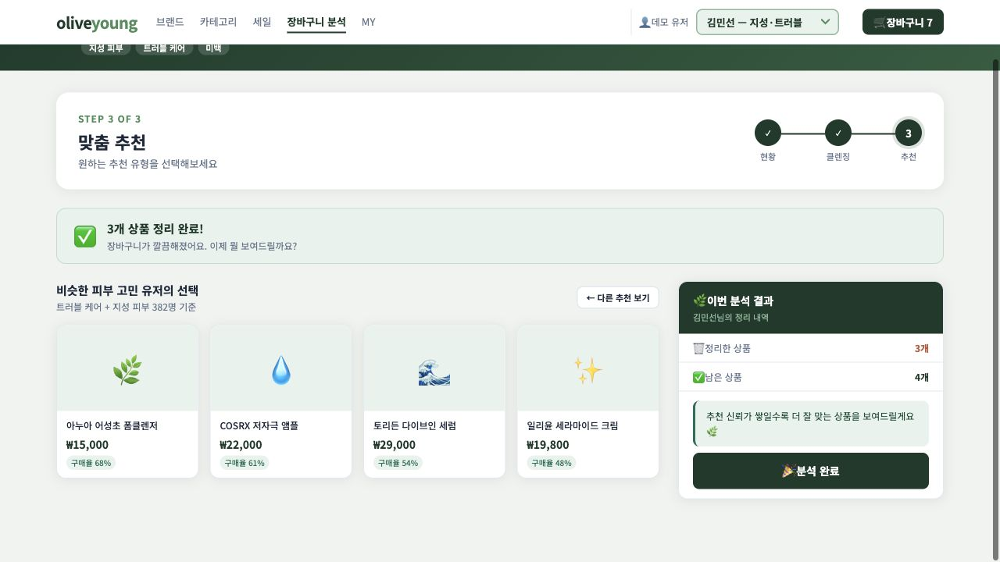 oliveyoung
브랜드
카테고리
세일
장바구니 분석
MY
데모 유저
김민선 — 지성·트러블
장바구니 7
지성 피부
트러블 케어
미백
STEP 3 OF 3
맞춤 추천
원하는 추천 유형을 선택해보세요
✓
✓
3
현황
클렌징
추천
3개 상품 정리 완료!
장바구니가 깔끔해졌어요. 이제 뭘 보여드릴까요?
비슷한 피부 고민 유저의 선택
트러블 케어 + 지성 피부 382명 기준
← 다른 추천 보기
아누아 어성초 폼클렌저
₩15,000
구매율 68%
COSRX 저자극 앰플
₩22,000
구매율 61%
토리든 다이브인 세럼
₩29,000
구매율 54%
일리윤 세라마이드 크림
₩19,800
구매율 48%
이번 분석 결과
김민선님의 정리 내역
정리한 상품
3개
남은 상품
4개
추천 신뢰가 쌓일수록 더 잘 맞는 상품을 보여드릴게요
분석 완료